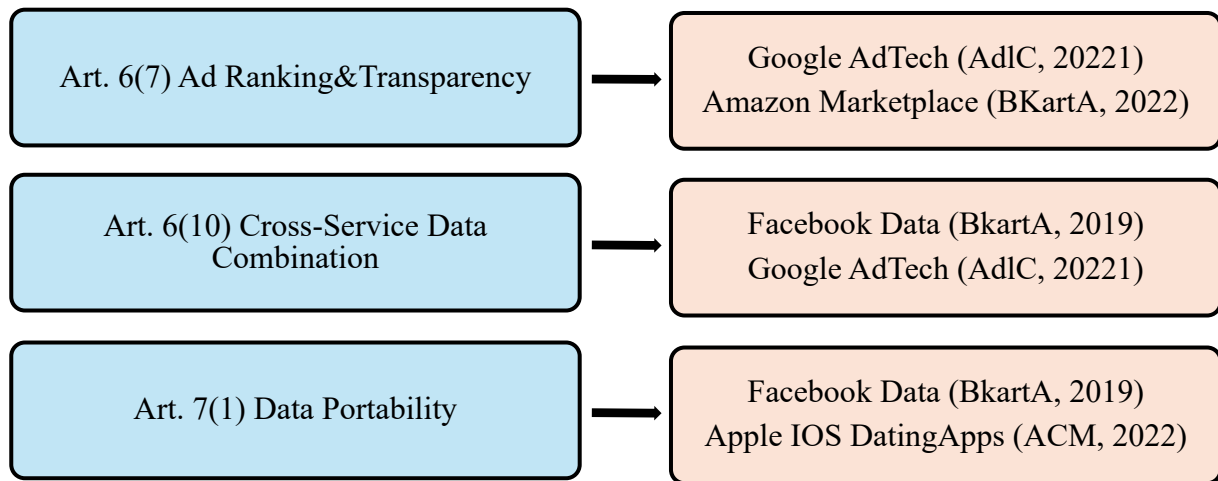 Art. 6(7) Ad Ranking&Transparency
Google AdTech (AdlC, 20221)
Amazon Marketplace (BKartA, 2022)
Art. 6(10) Cross-Service Data
Combination
Facebook Data (BkartA, 2019)
Google AdTech (AdlC, 20221)
Art. 7(1) Data Portability
Facebook Data (BkartA, 2019)
Apple IOS DatingApps (ACM, 2022)